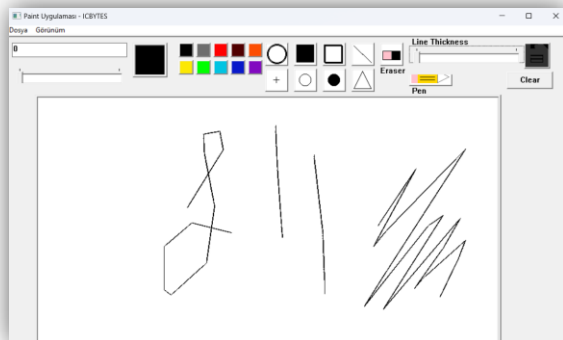 Paint Uygulaması - ICBYTES
Dosya Görünüm
0
Line Thickness
Eraser
Pen
Clear